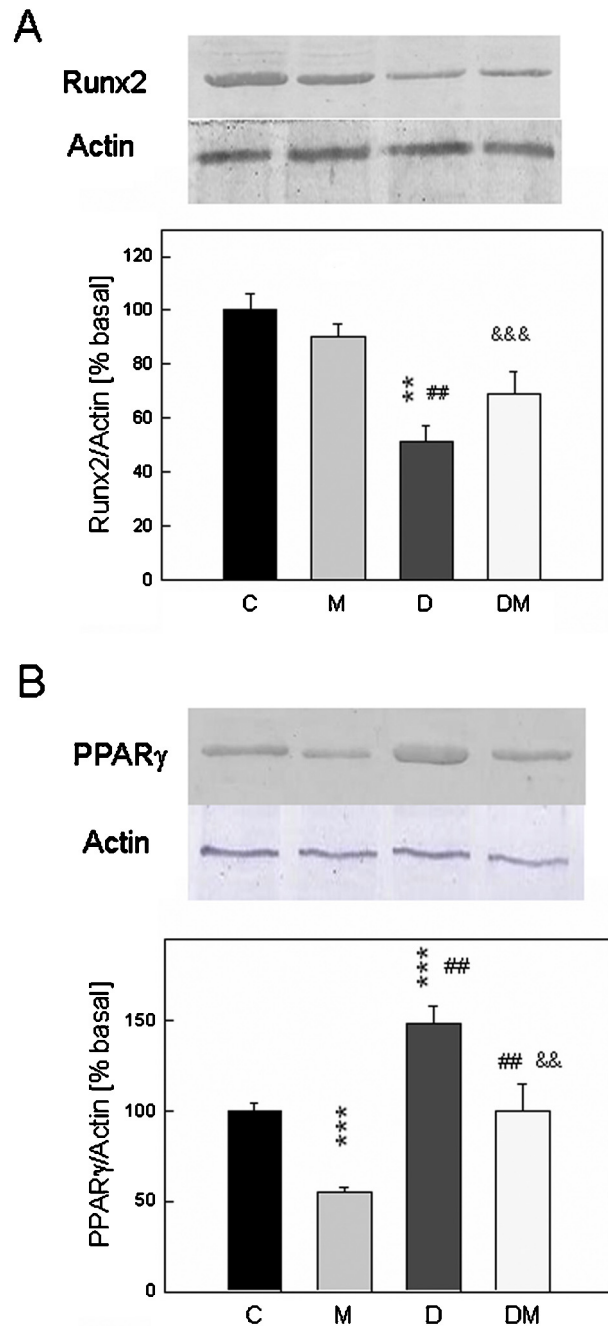 A
Runx2
Actin
Runx2/Actin [% basal]
120
100
80
60
40
20
0
** ##
&&&
C M D DM
B
PPARγ
Actin
PPARγ/Actin [% basal]
150
100
50
0
***
*** ##
## &&
C M D DM